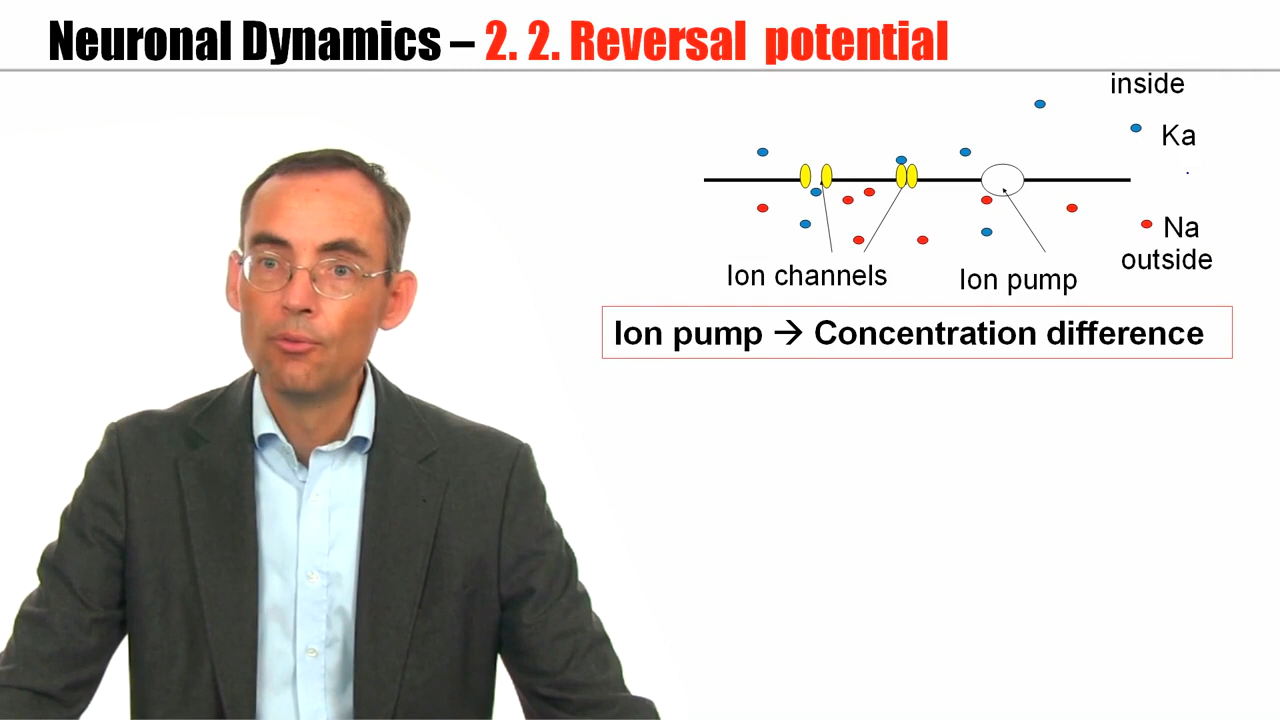 Neuronal Dynamics – 2. 2. Reversal potential
inside
Ka
Na
outside
Ion channels
Ion pump
Ion pump → Concentration difference